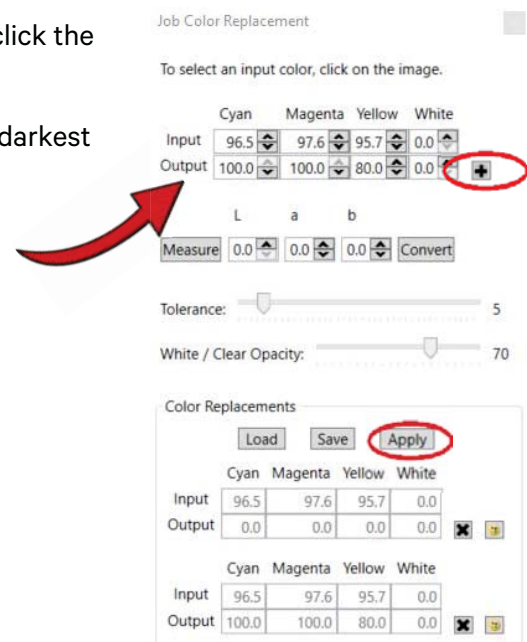 click the
darkest
Job Color Replacement
To select an input color, click on the image.
Cyan Magenta Yellow White
Input 96.5 97.6 95.7 0.0
Output 100.0 100.0 80.0 0.0
L a b
Measure 0.0 0.0 0.0 Convert
Tolerance: 5
White / Clear Opacity: 70
Color Replacements
Load Save Apply
Cyan Magenta Yellow White
Input 96.5 97.6 95.7 0.0
Output 0.0 0.0 0.0 0.0
Cyan Magenta Yellow White
Input 96.5 97.6 95.7 0.0
Output 100.0 100.0 80.0 0.0